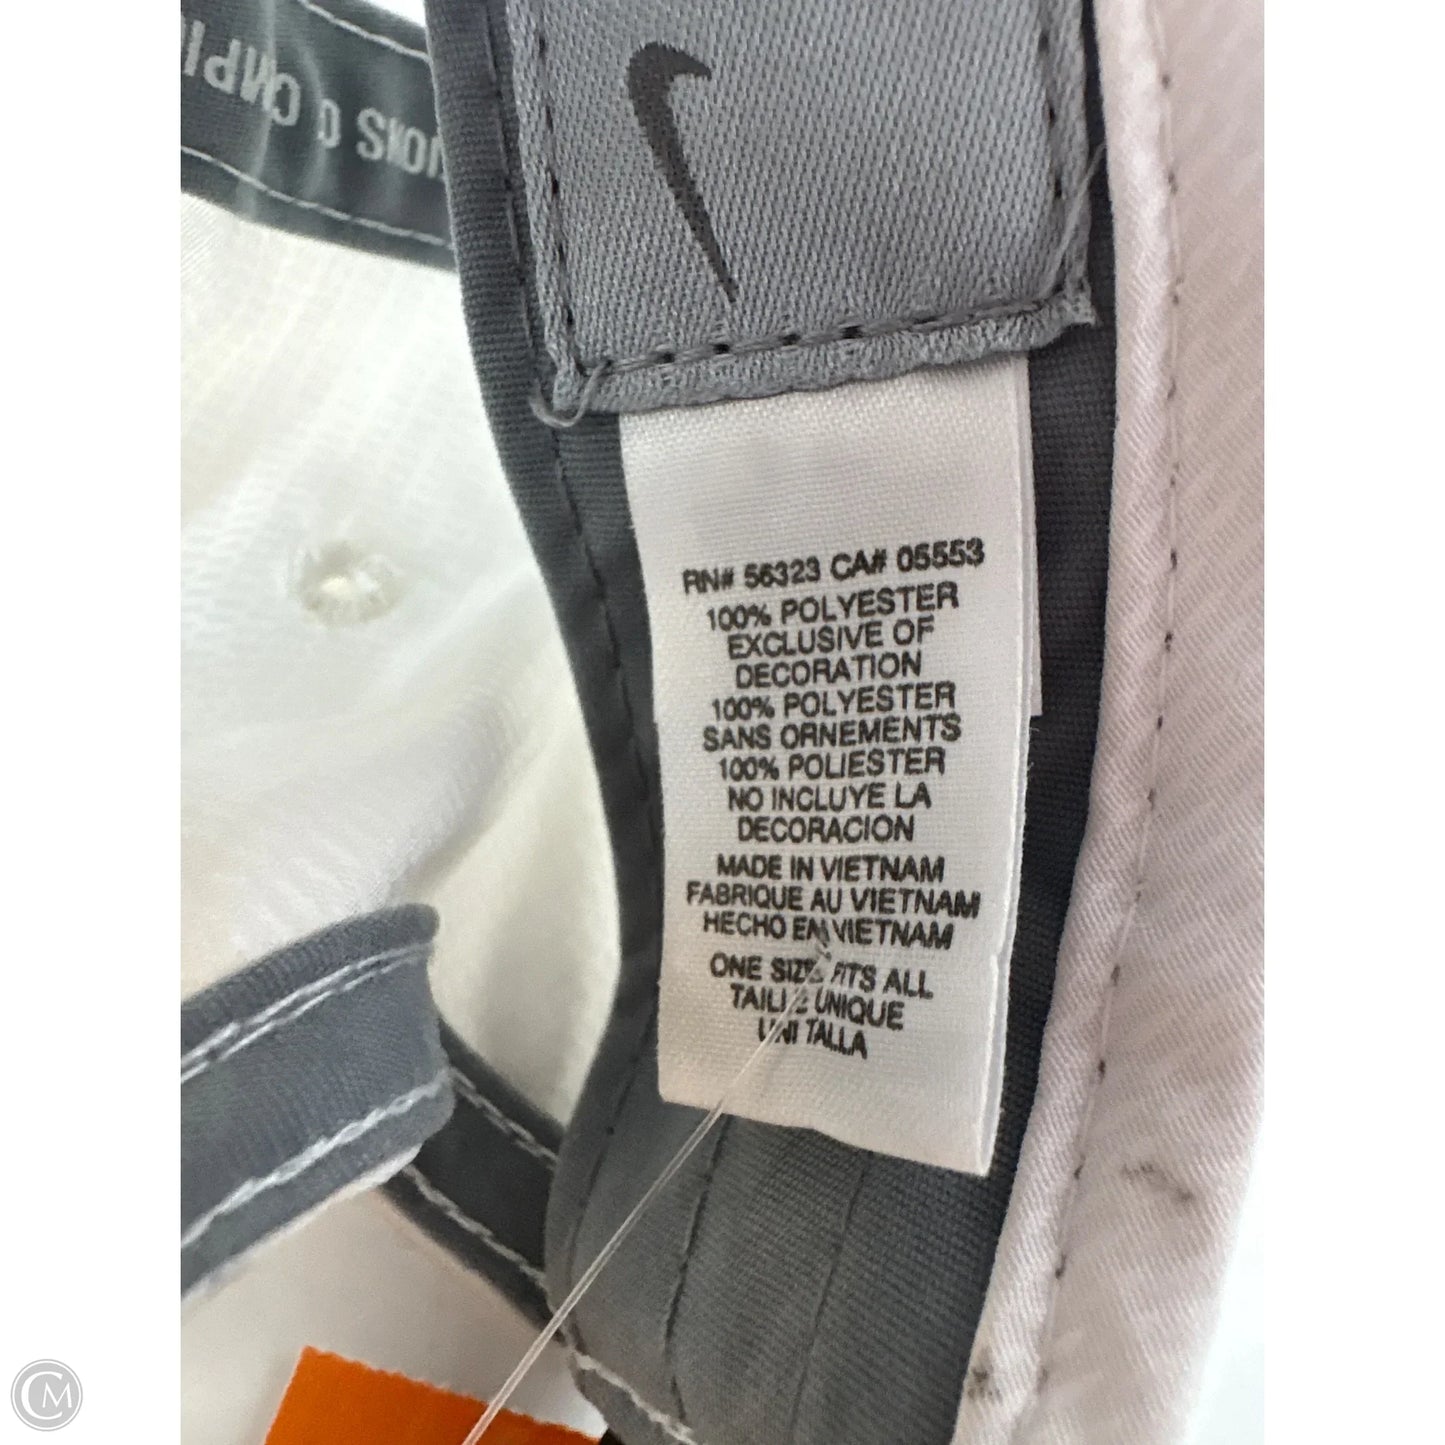 RN# 56323 CA# 05553
100% POLYESTER
EXCLUSIVE OF
DECORATION
100% POLYESTER
SANS ORNEMENTS
100% POLIESTER
NO INCLUYE LA
DECORACION
MADE IN VIETNAM
FABRIQUE AU VIETNAM
HECHO EN VIETNAM
ONE SIZE FITS ALL
TAILLE UNIQUE
UNI TALLA
CM